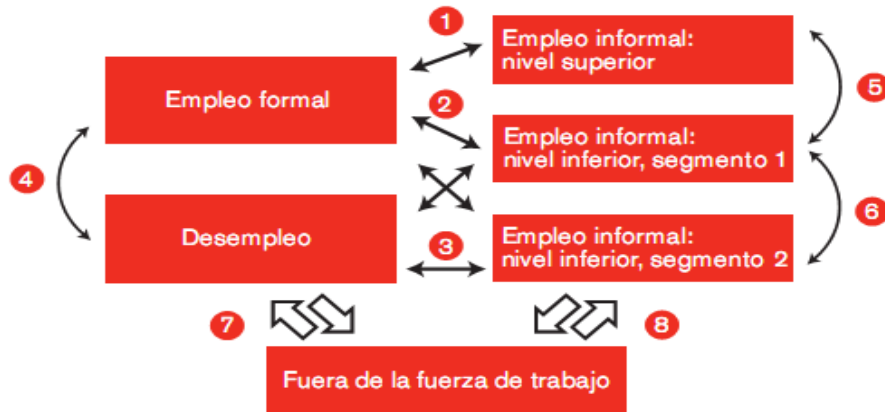 1
Empleo informal:
nivel superior
Empleo formal
2
5
Empleo informal:
nivel inferior, segmento 1
4
6
Desempleo
3
Empleo informal:
nivel inferior, segmento 2
7
8
Fuera de la fuerza de trabajo